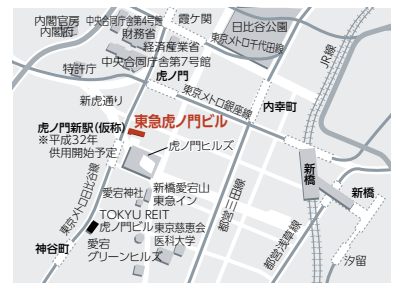 内閣官房
内閣府
中央合同庁舎第4号館
財務省
経済産業省
中央合同庁舎第7号館
特許庁
霞ケ関
日比谷公園
東京メトロ千代田線
JR線
虎ノ門
新虎通り
東京メトロ銀座線
内幸町
虎ノ門新駅(仮称)
※平成32年
供用開始予定
東急虎ノ門ビル
虎ノ門ヒルズ
東京メトロ日比谷線
愛宕神社
新橋愛宕山
東急イン
TOKYU REIT
虎ノ門ビル
東京慈恵会
医科大学
神谷町
愛宕
グリーンヒルズ
都営三田線
都営浅草線
新橋
新橋
汐留